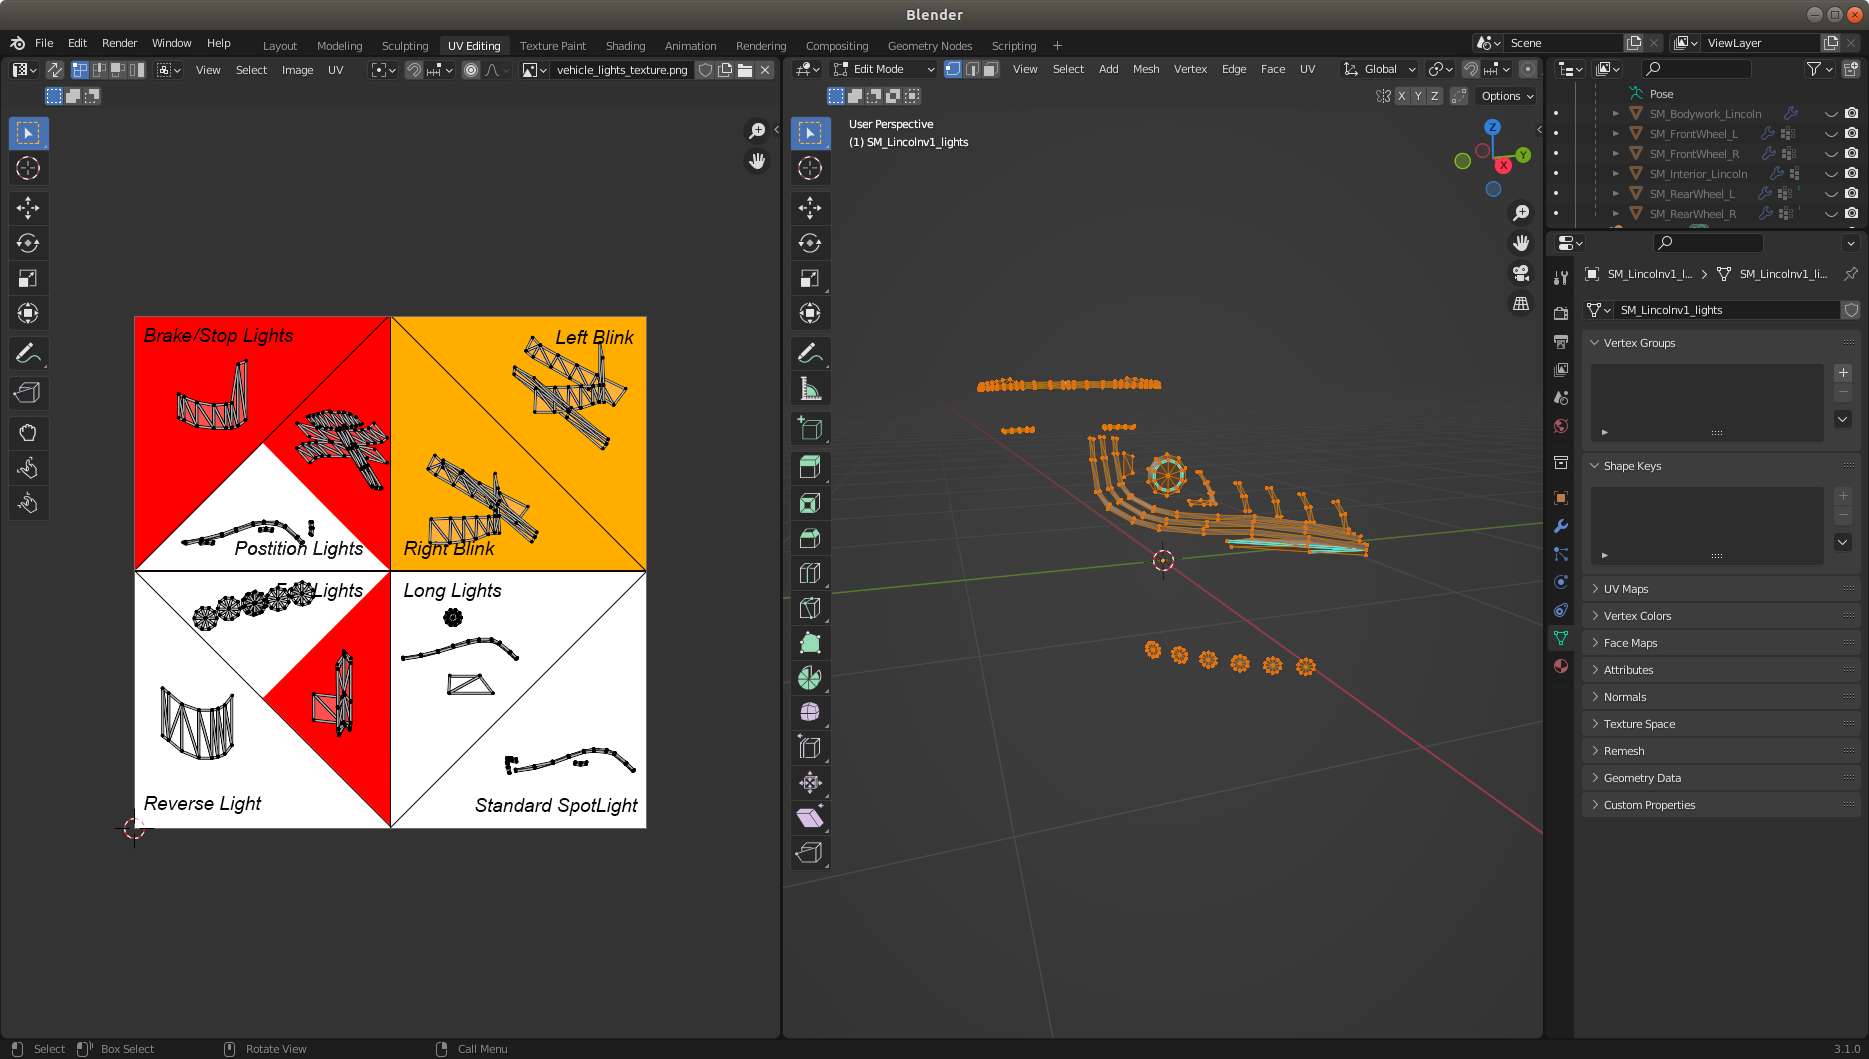 Blender
File Edit Render Window Help
Layout Modeling Sculpting UV Editing Texture Paint Shading Animation Rendering Compositing Geometry Nodes Scripting +
Scene
ViewLayer
View Select Image UV
vehicle_lights_texture.png
Edit Mode
View Select Add Mesh Vertex Edge Face UV
Global
X Y Z
Options
User Perspective
(1) SM_Lincolnv1_lights
Z
Y
X
Brake/Stop Lights
Left Blink
Postition Lights
Right Blink
Lights
Long Lights
Reverse Light
Standard SpotLight
Pose
SM_Bodywork_Lincoln
SM_FrontWheel_L
SM_FrontWheel_R
SM_Interior_Lincoln
SM_RearWheel_L
SM_RearWheel_R
SM_Lincolnv1_l...
SM_Lincolnv1_li...
SM_Lincolnv1_lights
Vertex Groups
Shape Keys
UV Maps
Vertex Colors
Face Maps
Attributes
Normals
Texture Space
Remesh
Geometry Data
Custom Properties
Select
Box Select
Rotate View
Call Menu
3.1.0